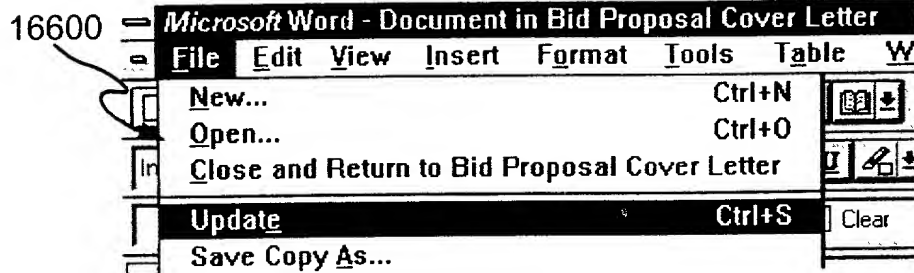 16600
Microsoft Word - Document in Bid Proposal Cover Letter
File Edit View Insert Format Tools Table W
New... Ctrl+N
Open... Ctrl+O
In
Close and Return to Bid Proposal Cover Letter
U
Update Ctrl+S
Clear
Save Copy As...